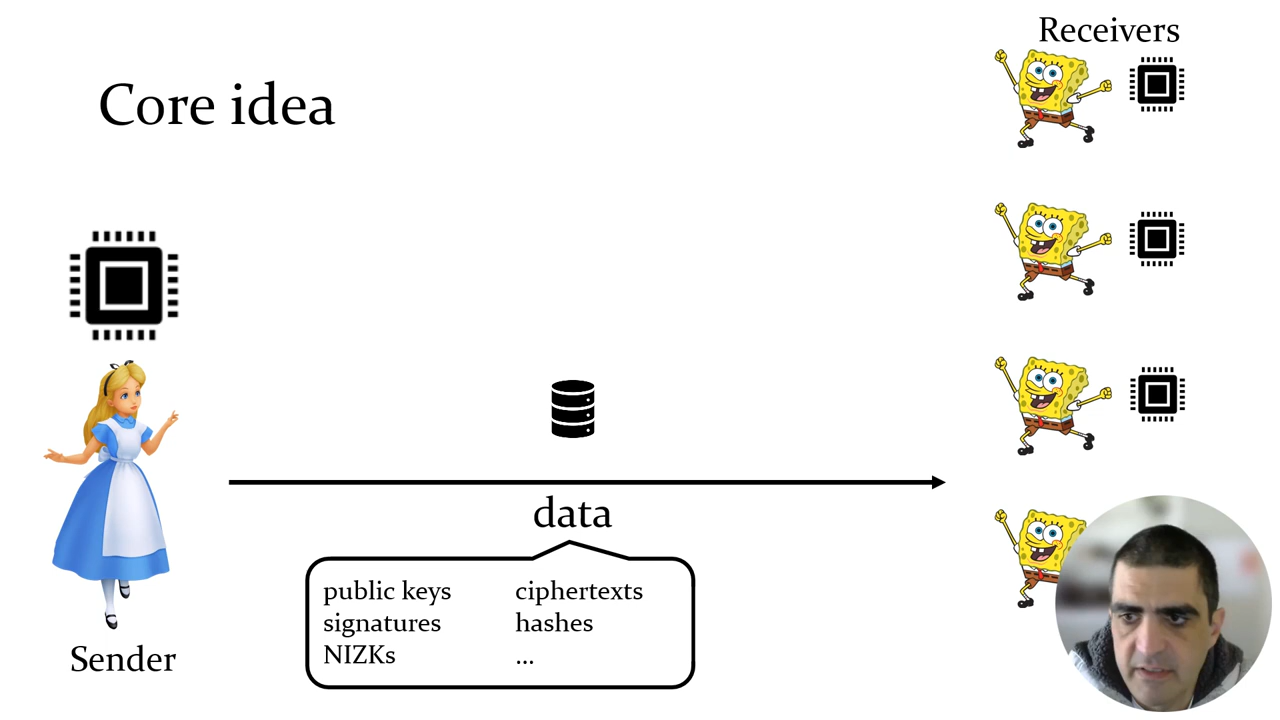 Receivers
Core idea
data
public keys ciphertexts
signatures hashes
NIZKs ...
Sender